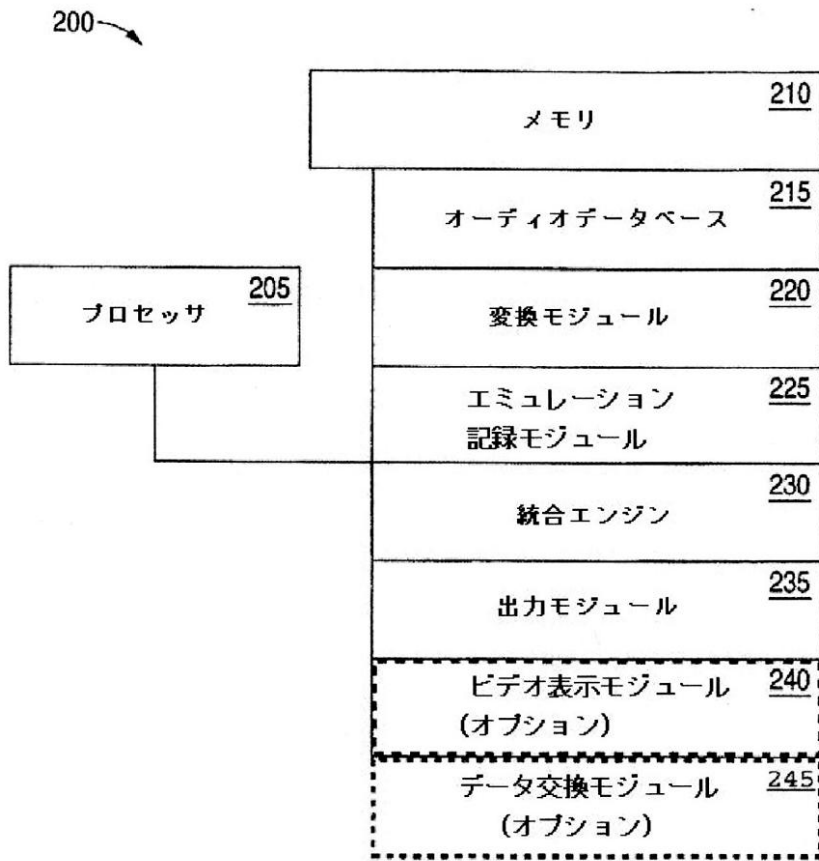 200
メモリ
210
オーディオデータベース
215
プロセッサ
205
変換モジュール
220
エミュレーション
記録モジュール
225
統合エンジン
230
出力モジュール
235
ビデオ表示モジュール
(オプション)
240
データ交換モジュール
(オプション)
245